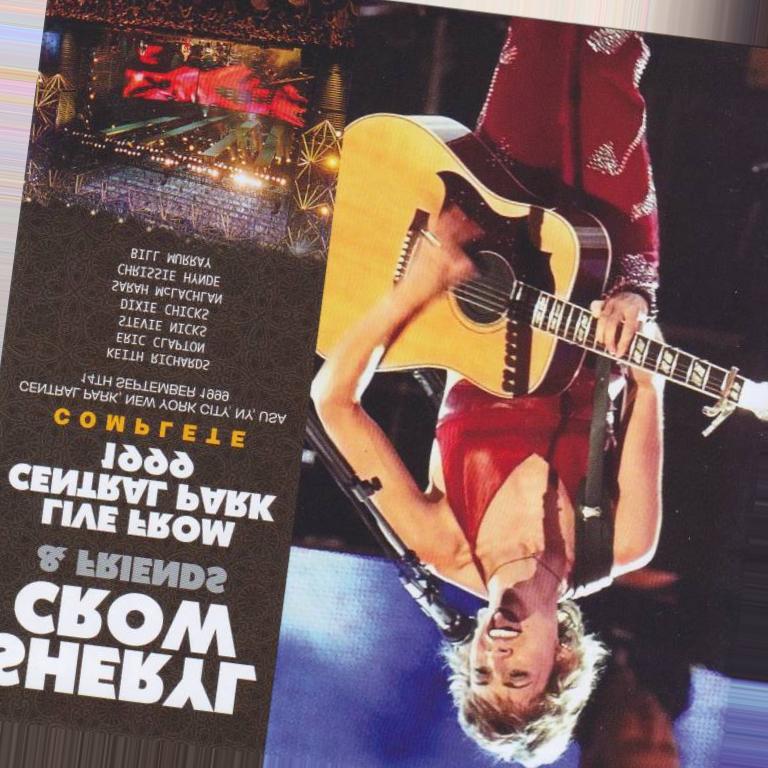 SHERYL
CROW
& FRIENDS
LIVE FROM
CENTRAL PARK
1999
COMPLETE
CENTRAL PARK, NEW YORK CITY, NY, USA
14TH SEPTEMBER 1999
KEITH RICHARDS
ERIC CLAPTON
STEVIE NICKS
DIXIE CHICKS
SARAH McLACHLAN
CHRISSIE HYNDE
BILL MURRAY